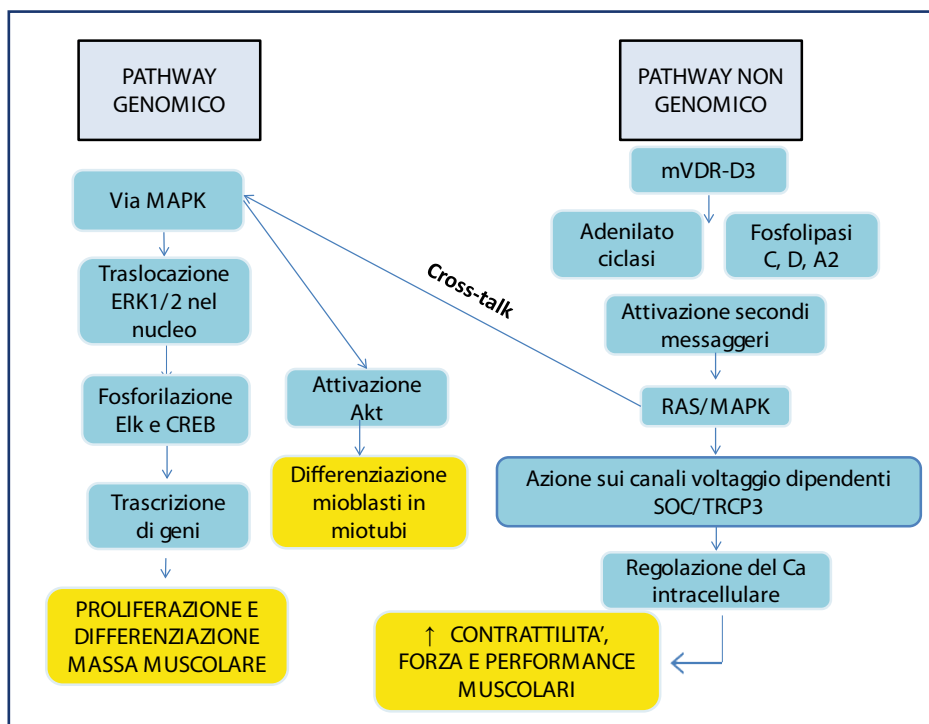 PATHWAY
GENOMICO
Via MAPK
Traslocazione
ERK1/2 nel
nucleo
Fosforilazione
Elk e CREB
Trascrizione
di geni
PROLIFERAZIONE E
DIFFERENZIAZIONE
MASSA MUSCOLARE
Attivazione
Akt
Differenziazione
mioblasti in
miotubi
Cross-talk
PATHWAY NON
GENOMICO
mVDR-D3
Adenilato
ciclasi
Fosfolipasi
C, D, A2
Attivazione secondi
messaggeri
RAS/MAPK
Azione sui canali voltaggio dipendenti
SOC/TRCP3
Regolazione del Ca
intracellulare
↑ CONTRATTILITA’,
FORZA E PERFORMANCE
MUSCOLARI